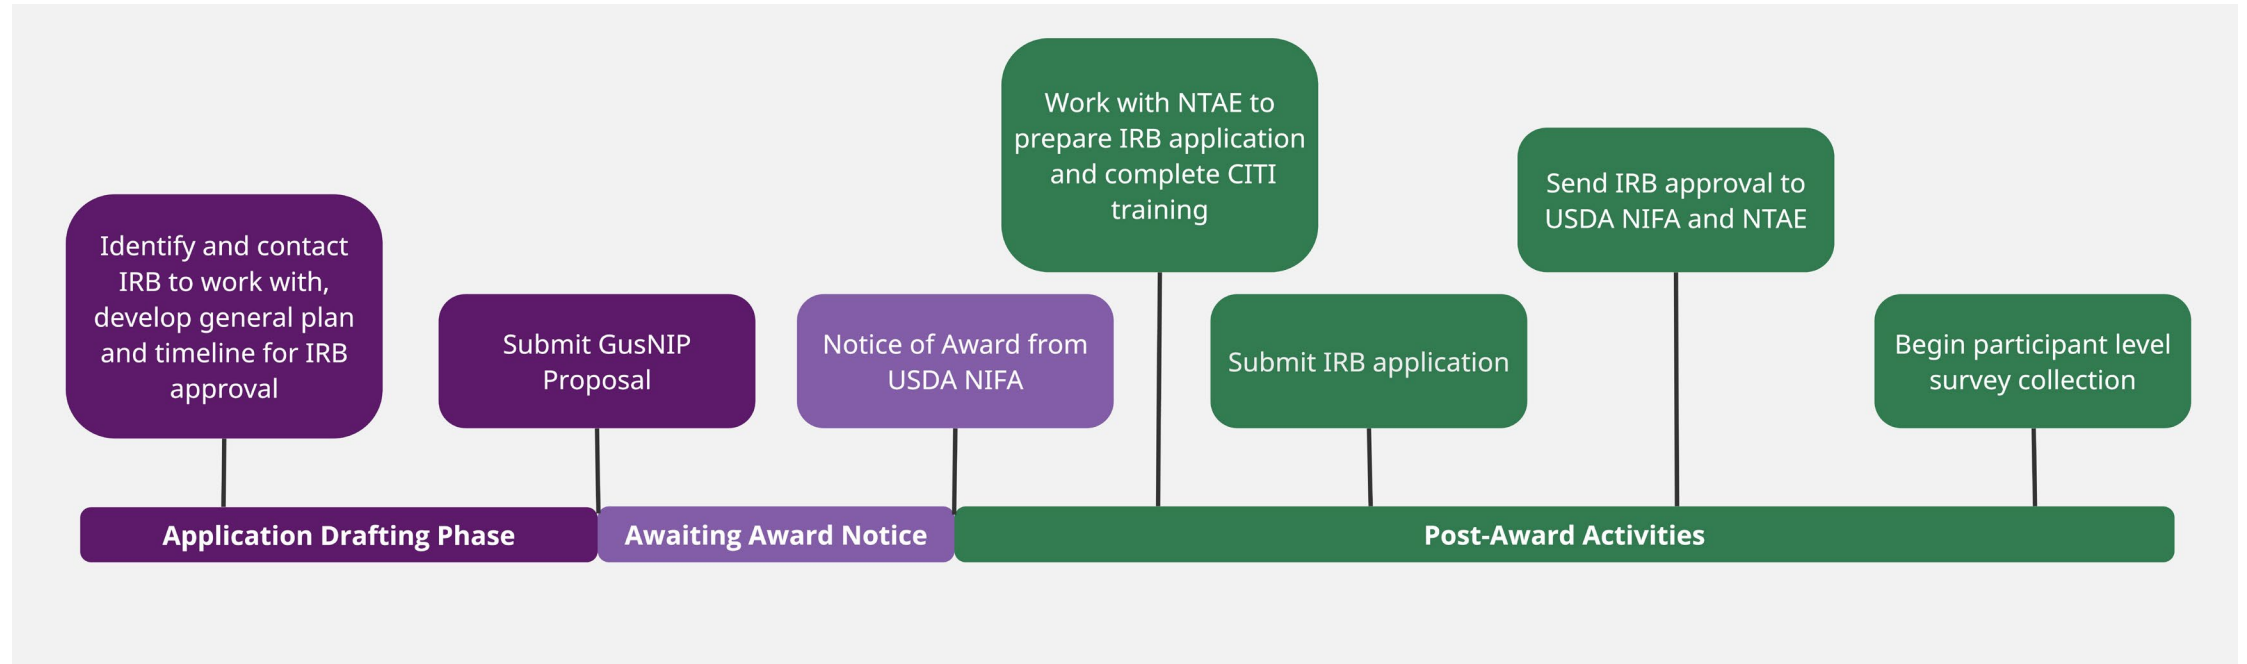 Identify and contact
IRB to work with,
develop general plan
and timeline for IRB
approval
Submit GusNIP
Proposal
Notice of Award from
USDA NIFA
Work with NTAE to
prepare IRB application
and complete CITI
training
Submit IRB application
Send IRB approval to
USDA NIFA and NTAE
Begin participant level
survey collection
Application Drafting Phase
Awaiting Award Notice
Post-Award Activities